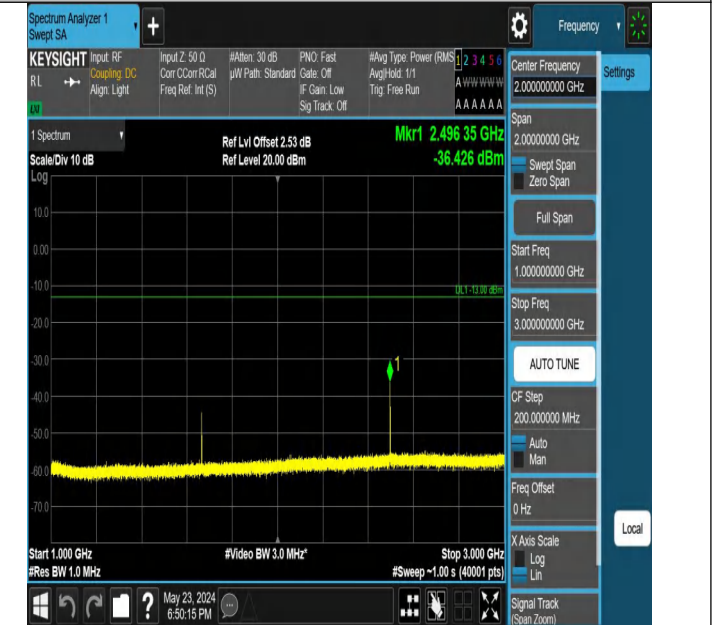 Spectrum Analyzer 1
Swept SA
+
Frequency
KEYSIGHT
RL
LXI
Input: RF
Coupling: DC
Align: Light
Input Z: 50 Ω
Corr CCorr RCal
Freq Ref: Int (S)
#Atten: 30 dB
µW Path: Standard
PNO: Fast
Gate: Off
IF Gain: Low
Sig Track: Off
#Avg Type: Power (RMS
Avg|Hold: 1/1
Trig: Free Run
1 2 3 4 5 6
A W W W W W
A A A A A A
1 Spectrum
Scale/Div 10 dB
Log
Ref Lvl Offset 2.53 dB
Ref Level 20.00 dBm
Mkr1 2.496 35 GHz
-36.426 dBm
10.0
0.00
-10.0
-20.0
-30.0
-40.0
-50.0
-60.0
-70.0
DL1 -13.00 dBm
1
Start 1.000 GHz
#Res BW 1.0 MHz
#Video BW 3.0 MHz*
Stop 3.000 GHz
#Sweep ~1.00 s (40001 pts)
Center Frequency
2.000000000 GHz
Settings
Span
2.00000000 GHz
Swept Span
Zero Span
Full Span
Start Freq
1.000000000 GHz
Stop Freq
3.000000000 GHz
AUTO TUNE
CF Step
200.000000 MHz
Auto
Man
Freq Offset
0 Hz
X Axis Scale
Log
Lin
Local
Signal Track
(Span Zoom)
?
May 23, 2024
6:50:15 PM